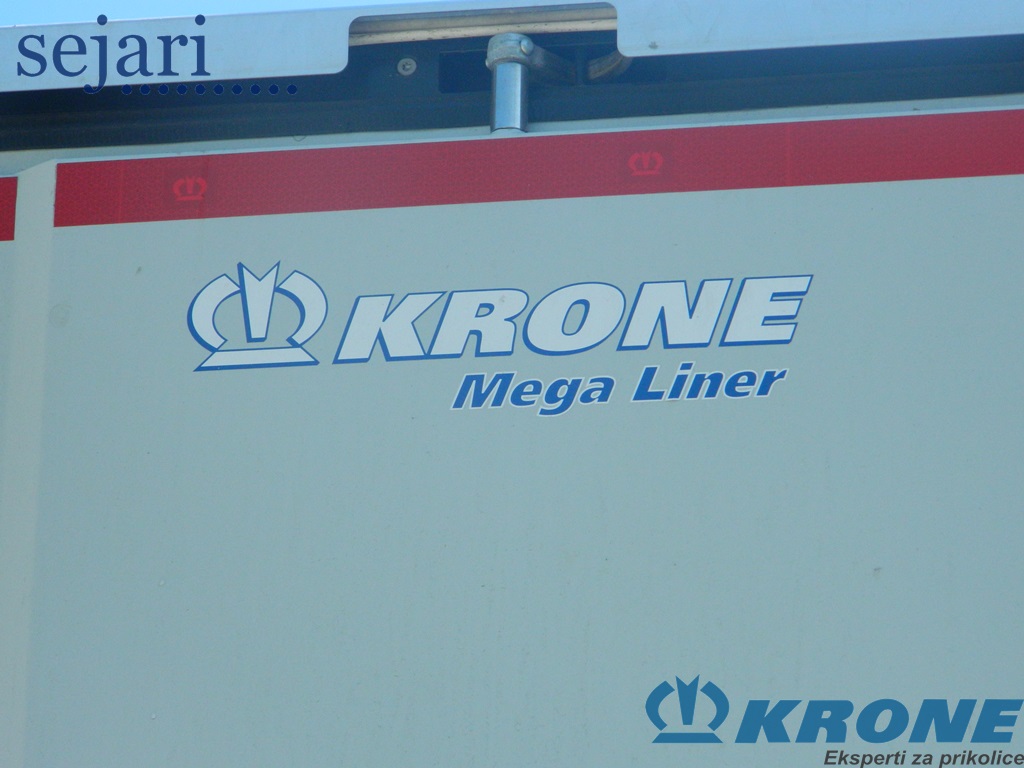 sejari
KRONE
Mega Liner
KRONE
Eksperti za prikolice